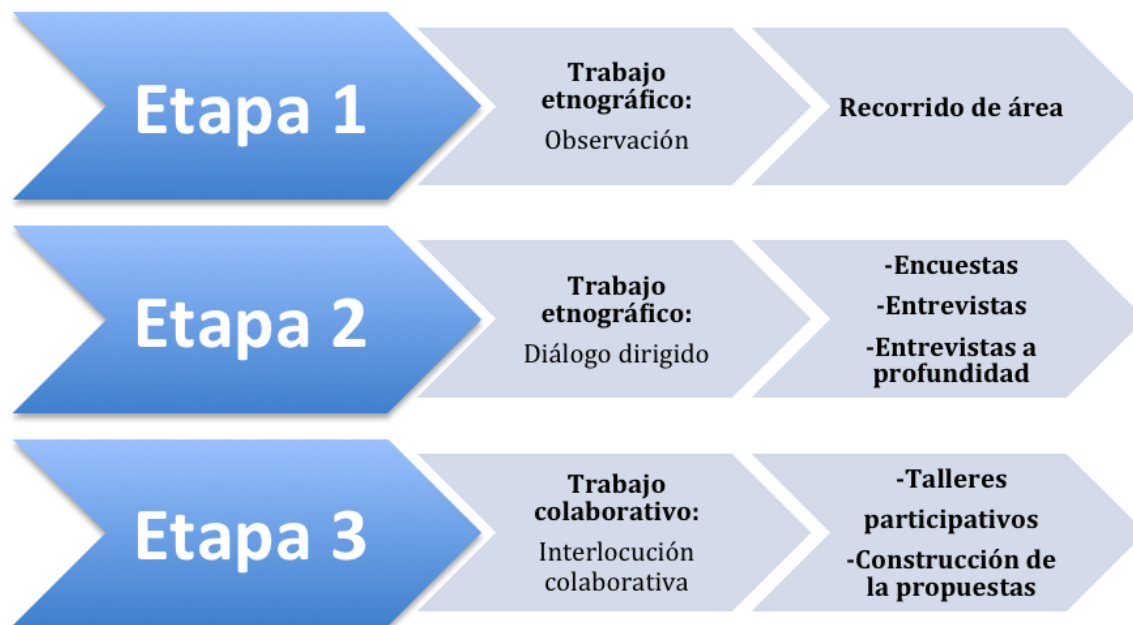 Etapa 1
Trabajo
etnográfico:
Observación
Recorrido de área
Etapa 2
Trabajo
etnográfico:
Diálogo dirigido
-Encuestas
-Entrevistas
-Entrevistas a
profundidad
Etapa 3
Trabajo
colaborativo:
Interlocución
colaborativa
-Talleres
participativos
-Construcción de
la propuestas